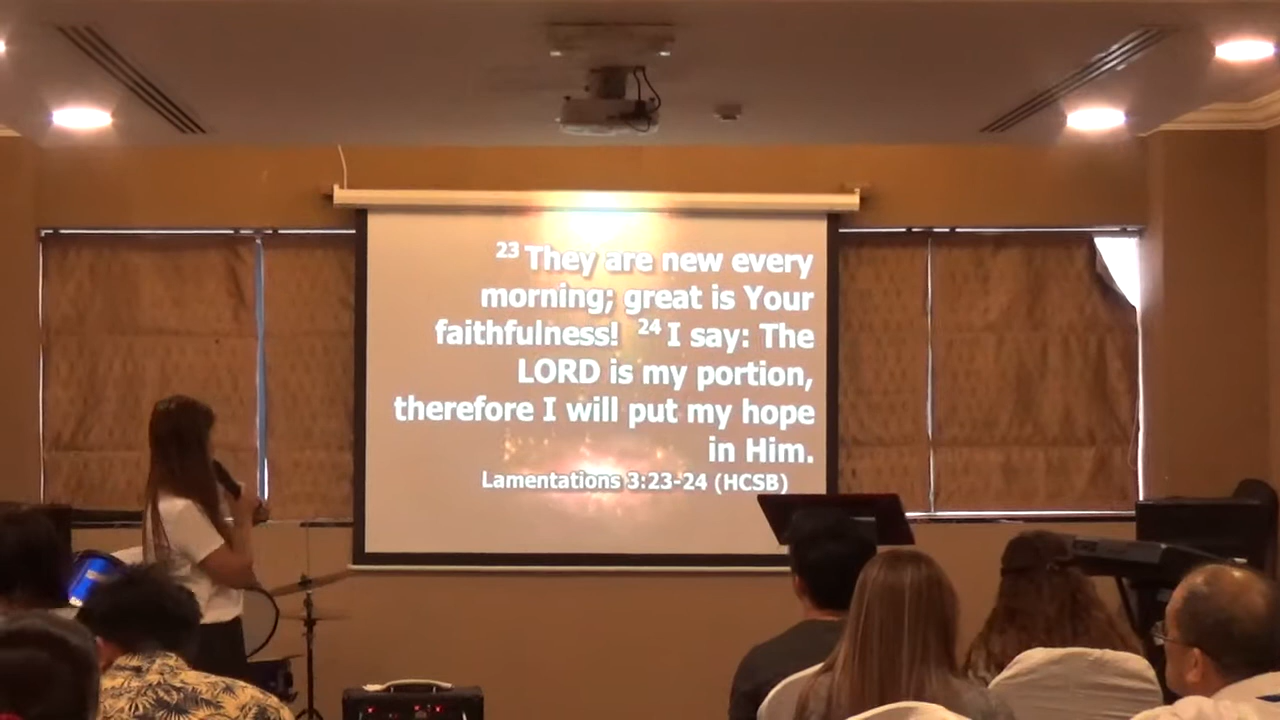 23 They are new every
morning; great is Your
faithfulness! 24 I say: The
LORD is my portion,
therefore I will put my hope
in Him.
Lamentations 3:23-24 (HCSB)